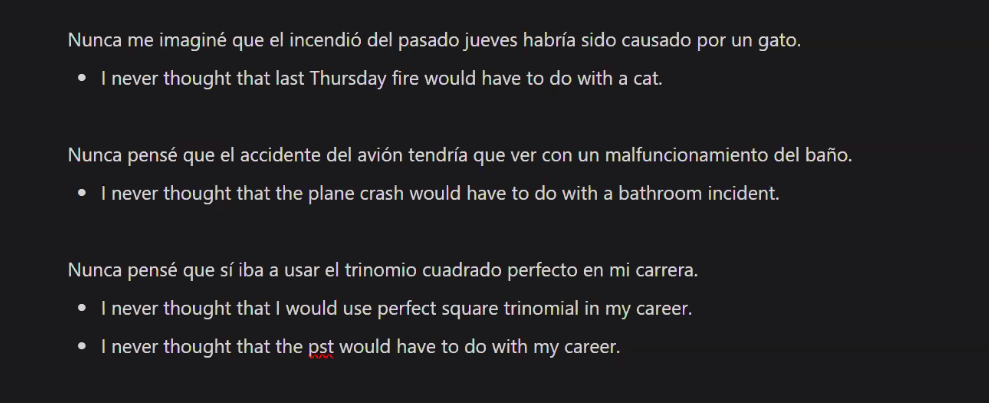 Nunca me imaginé que el incendió del pasado jueves habría sido causado por un gato.
• I never thought that last Thursday fire would have to do with a cat.
Nunca pensé que el accidente del avión tendría que ver con un malfuncionamiento del baño.
• I never thought that the plane crash would have to do with a bathroom incident.
Nunca pensé que sí iba a usar el trinomio cuadrado perfecto en mi carrera.
• I never thought that I would use perfect square trinomial in my career.
• I never thought that the pst would have to do with my career.